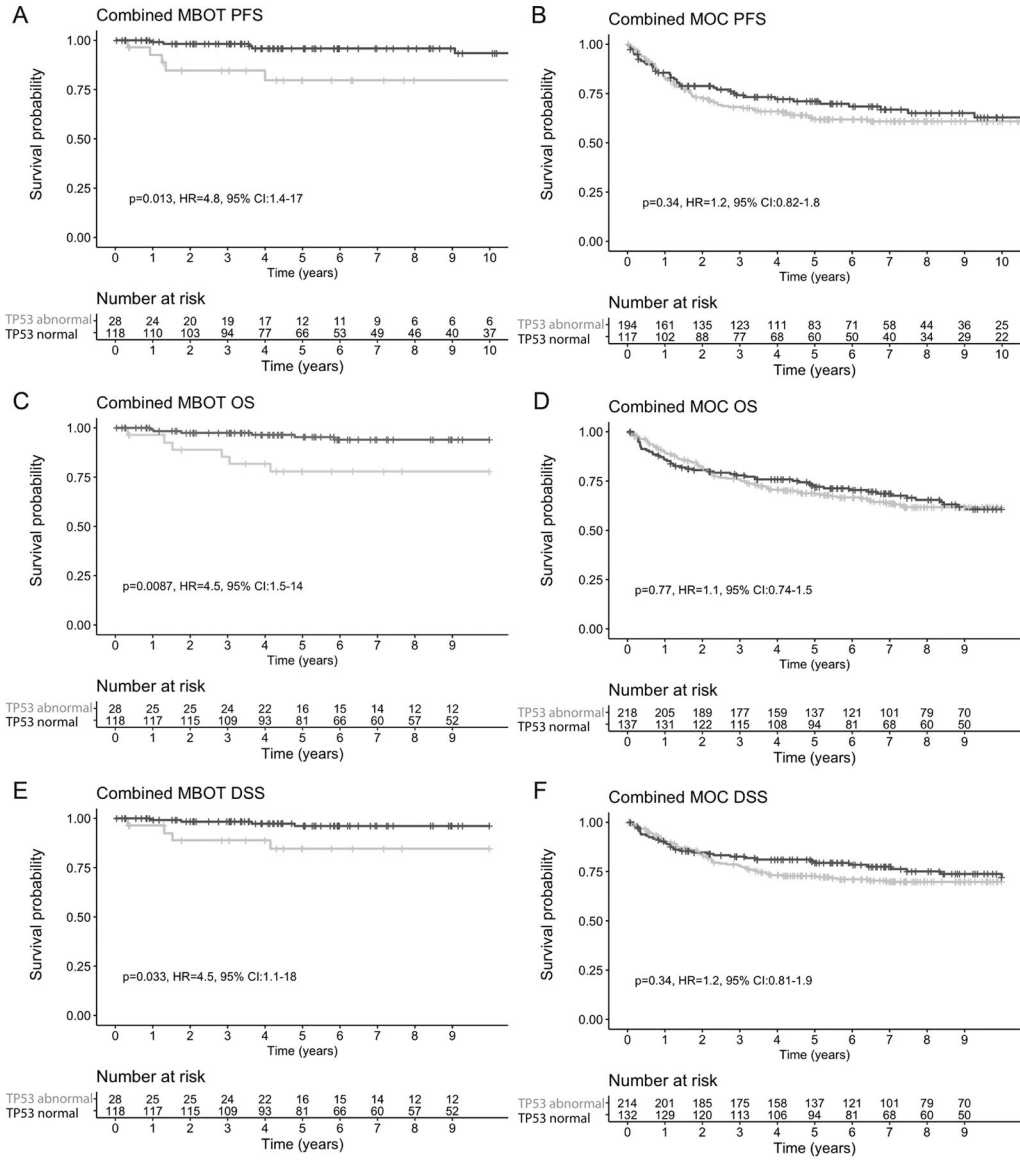 A
Combined MBOT PFS
1.00
0.75
0.50
0.25
0.00
Survival probability
p=0.013, HR=4.8, 95% CI:1.4-17
0 1 2 3 4 5 6 7 8 9 10
Time (years)
Number at risk
TP53 abnormal 28 24 20 19 17 12 11 9 6 6 6
TP53 normal 118 110 103 94 77 66 53 49 46 40 37
0 1 2 3 4 5 6 7 8 9 10
Time (years)
B
Combined MOC PFS
1.00
0.75
0.50
0.25
0.00
Survival probability
p=0.34, HR=1.2, 95% CI:0.82-1.8
0 1 2 3 4 5 6 7 8 9 10
Time (years)
Number at risk
TP53 abnormal 194 161 135 123 111 83 71 58 44 36 25
TP53 normal 117 102 88 77 68 60 50 40 34 29 22
0 1 2 3 4 5 6 7 8 9 10
Time (years)
C
Combined MBOT OS
1.00
0.75
0.50
0.25
0.00
Survival probability
p=0.0087, HR=4.5, 95% CI:1.5-14
0 1 2 3 4 5 6 7 8 9
Time (years)
Number at risk
TP53 abnormal 28 25 25 24 22 16 15 14 12 12
TP53 normal 118 117 115 109 93 81 66 60 57 52
0 1 2 3 4 5 6 7 8 9
Time (years)
D
Combined MOC OS
1.00
0.75
0.50
0.25
0.00
Survival probability
p=0.77, HR=1.1, 95% CI:0.74-1.5
0 1 2 3 4 5 6 7 8 9
Time (years)
Number at risk
TP53 abnormal 218 205 189 177 159 137 121 101 79 70
TP53 normal 137 131 122 115 108 94 81 68 60 50
0 1 2 3 4 5 6 7 8 9
Time (years)
E
Combined MBOT DSS
1.00
0.75
0.50
0.25
0.00
Survival probability
p=0.033, HR=4.5, 95% CI:1.1-18
0 1 2 3 4 5 6 7 8 9
Time (years)
Number at risk
TP53 abnormal 28 25 25 24 22 16 15 14 12 12
TP53 normal 118 117 115 109 93 81 66 60 57 52
0 1 2 3 4 5 6 7 8 9
Time (years)
F
Combined MOC DSS
1.00
0.75
0.50
0.25
0.00
Survival probability
p=0.34, HR=1.2, 95% CI:0.81-1.9
0 1 2 3 4 5 6 7 8 9
Time (years)
Number at risk
TP53 abnormal 214 201 185 175 158 137 121 101 79 70
TP53 normal 132 129 120 113 106 94 81 68 60 50
0 1 2 3 4 5 6 7 8 9
Time (years)